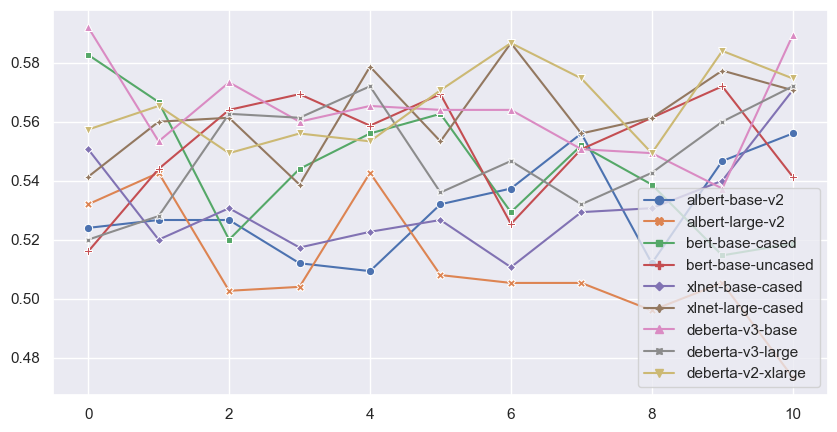 0.58
0.56
0.54
0.52
0.50
0.48
albert-base-v2
albert-large-v2
bert-base-cased
bert-base-uncased
xlnet-base-cased
xlnet-large-cased
deberta-v3-base
deberta-v3-large
deberta-v2-xlarge
0 2 4 6 8 10